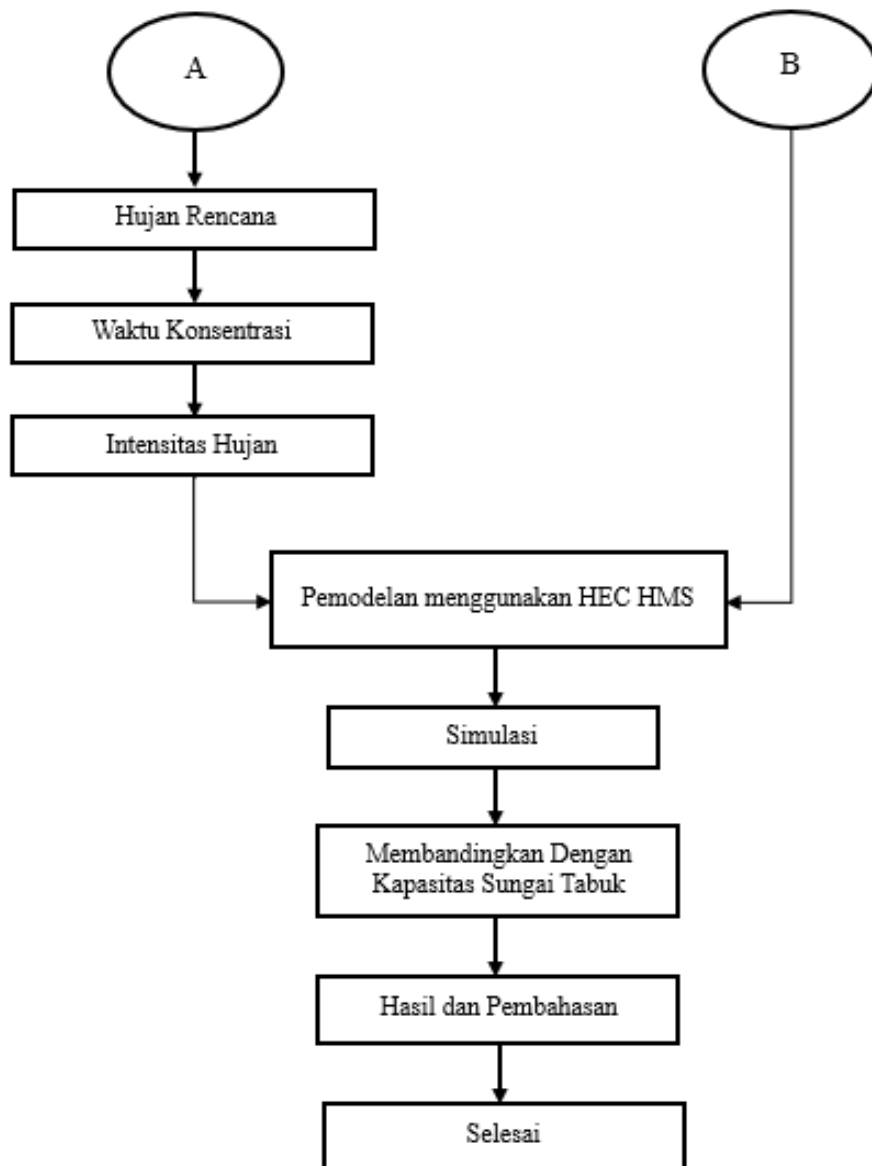 A
B
Hujan Rencana
Waktu Konsentrasi
Intensitas Hujan
Pemodelan menggunakan HEC HMS
Simulasi
Membandingkan Dengan
Kapasitas Sungai Tabuk
Hasil dan Pembahasan
Selesai